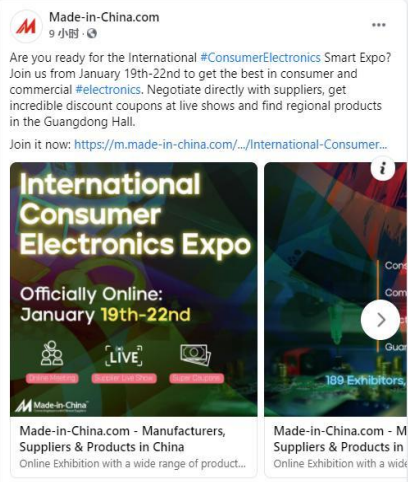 Made-in-China.com
9 小时
Are you ready for the International #ConsumerElectronics Smart Expo?
Join us from January 19th-22nd to get the best in consumer and
commercial #electronics. Negotiate directly with suppliers, get
incredible discount coupons at live shows and find regional products
in the Guangdong Hall.
Join it now: https://m.made-in-china.com/.../International-Consumer...
International
Consumer
Electronics Expo
Officially Online:
January 19th-22nd
LIVE
Online Meeting
Supplier Live Show
Super Coupons
Made-in-China
Cons
Com
Guar
189 Exhibitors,
Made-in-China.com - Manufacturers,
Suppliers & Products in China
Online Exhibition with a wide range of product...
Made-in-China.com - M
Suppliers & Products in
Online Exhibition with a wide